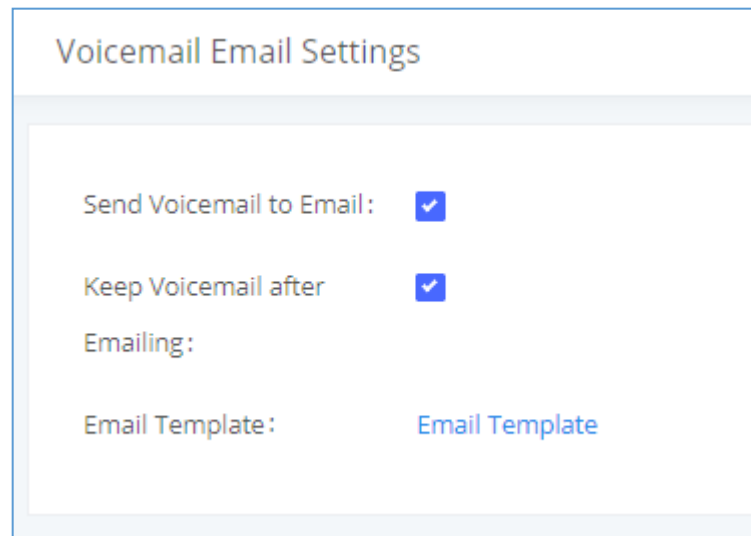 Voicemail Email Settings
Send Voicemail to Email:
Keep Voicemail after
Emailing:
Email Template: Email Template